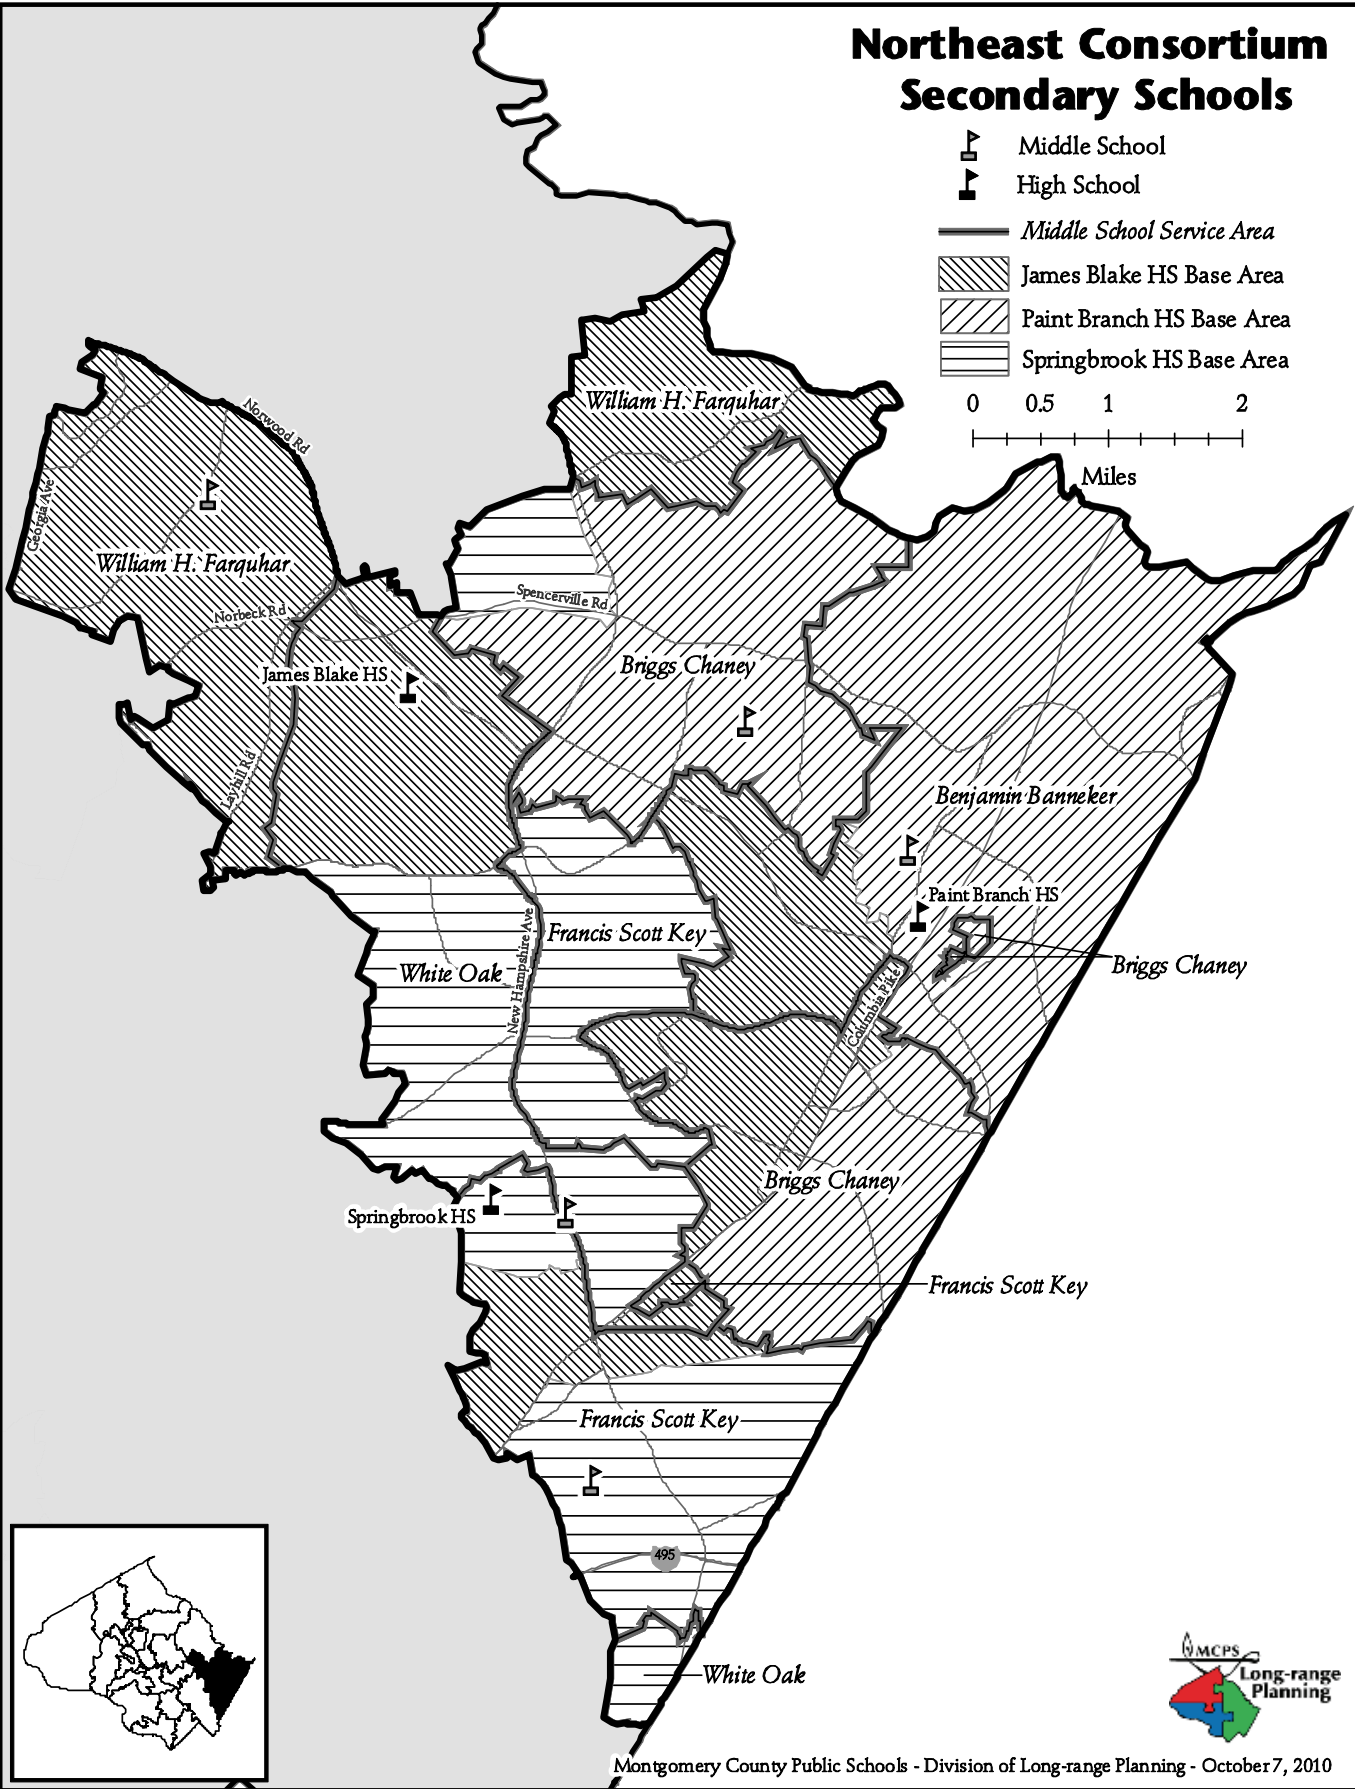 Northeast Consortium
Secondary Schools
Middle School
High School
Middle School Service Area
James Blake HS Base Area
Paint Branch HS Base Area
Springbrook HS Base Area
0 0.5 1 2
Miles
William H. Farquhar
Norwood Rd
Georgia Ave
William H. Farquhar
Spencerville Rd
Norbeck Rd
James Blake HS
Briggs Chaney
Layhill Rd
Benjamin Banneker
Paint Branch HS
Francis Scott Key
New Hampshire Ave
White Oak
Briggs Chaney
Columbia Pike
Briggs Chaney
Springbrook HS
Francis Scott Key
Francis Scott Key
495
White Oak
MCPS
Long-range
Planning
Montgomery County Public Schools - Division of Long-range Planning - October 7, 2010